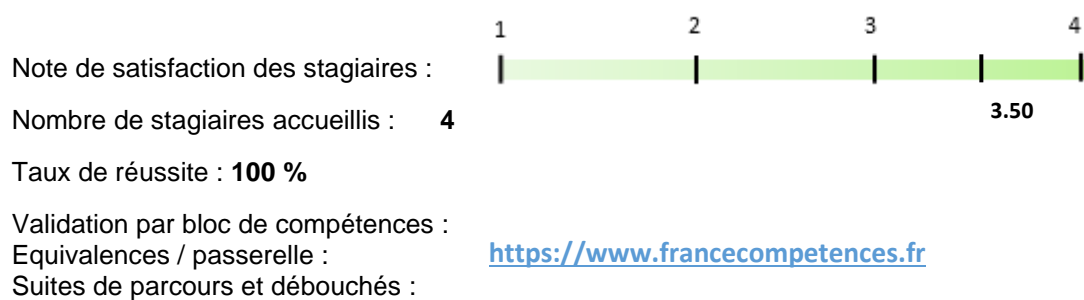 1 2 3 4
Note de satisfaction des stagiaires :
3.50
Nombre de stagiaires accueillis : 4
Taux de réussite : 100 %
Validation par bloc de compétences :
Equivalences / passerelle : https://www.francecompetences.fr
Suites de parcours et débouchés :